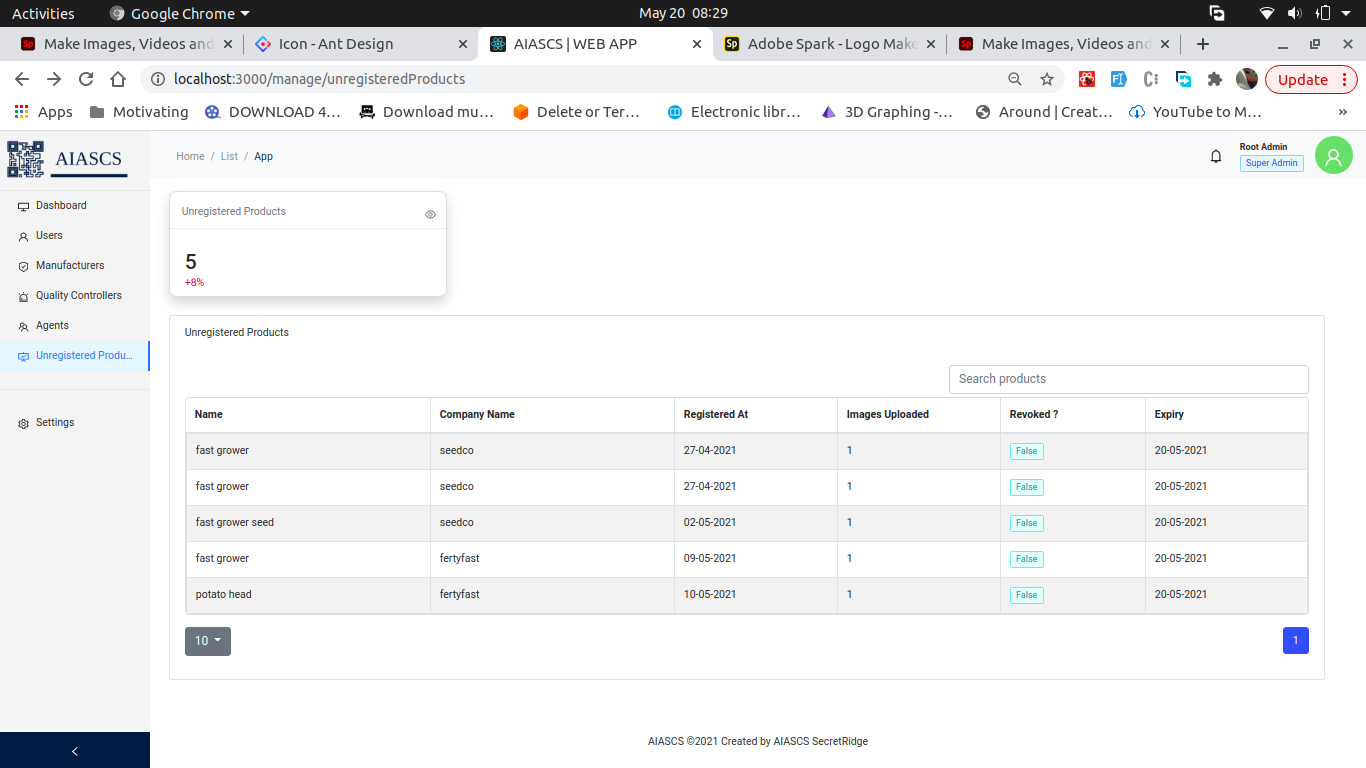 Activities Google Chrome May 20 08:29
Make Images, Videos and Icon - Ant Design AIASCS | WEB APP Adobe Spark - Logo Make Make Images, Videos and
localhost:3000/manage/unregisteredProducts Update
Apps Motivating DOWNLOAD 4... Download mu... Delete or Ter... Electronic libr... 3D Graphing -... Around | Creat... YouTube to M... »
AIASCS
Home / List / App
Root Admin
Super Admin
Dashboard
Users
Manufacturers
Quality Controllers
Agents
Unregistered Produ...
Settings
Unregistered Products
5
+8%
Unregistered Products
Search products
Name Company Name Registered At Images Uploaded Revoked ? Expiry
fast grower seedco 27-04-2021 1 False 20-05-2021
fast grower seedco 27-04-2021 1 False 20-05-2021
fast grower seed seedco 02-05-2021 1 False 20-05-2021
fast grower fertyfast 09-05-2021 1 False 20-05-2021
potato head fertyfast 10-05-2021 1 False 20-05-2021
10 1
AIASCS ©2021 Created by AIASCS SecretRidge